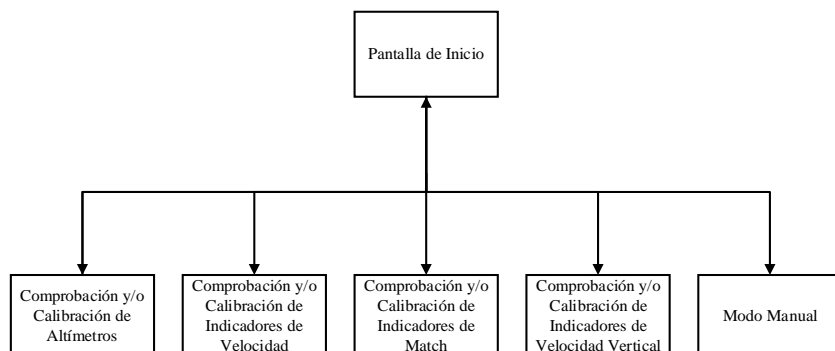 Pantalla de Inicio
Comprobación y/o
Calibración de
Altímetros
Comprobación y/o
Calibración de
Indicadores de
Velocidad
Comprobación y/o
Calibración de
Indicadores de
Match
Comprobación y/o
Calibración de
Indicadores de
Velocidad Vertical
Modo Manual